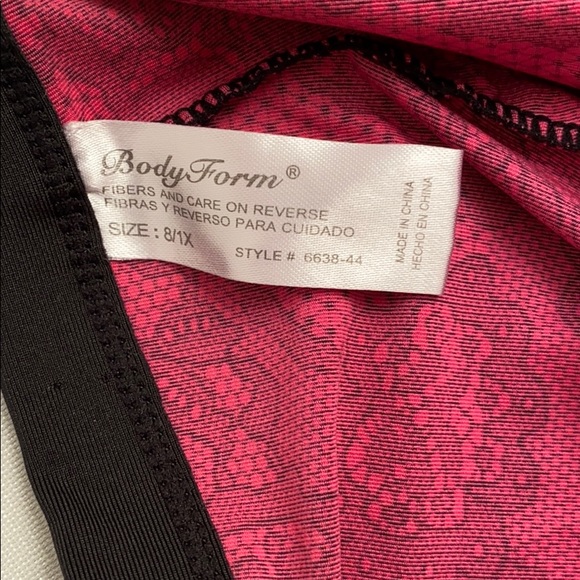 BodyForm®
FIBERS AND CARE ON REVERSE
FIBRAS Y REVERSO PARA CUIDADO
SIZE : 8/1X STYLE # 6638-44
MADE IN CHINA
HECHO EN CHINA